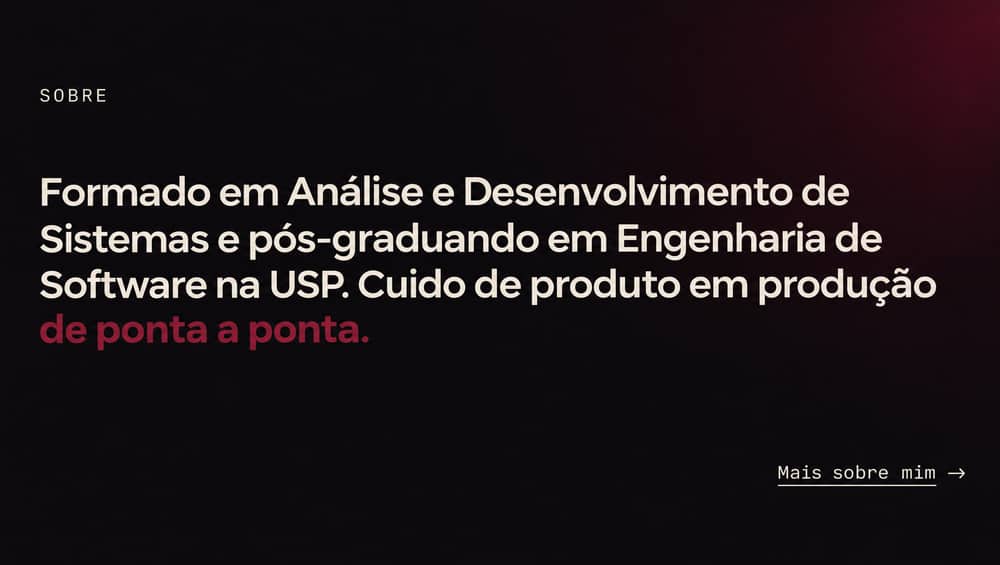 SOBRE
Formado em Análise e Desenvolvimento de
Sistemas e pós-graduando em Engenharia de
Software na USP. Cuido de produto em produção
de ponta a ponta.
Mais sobre mim →